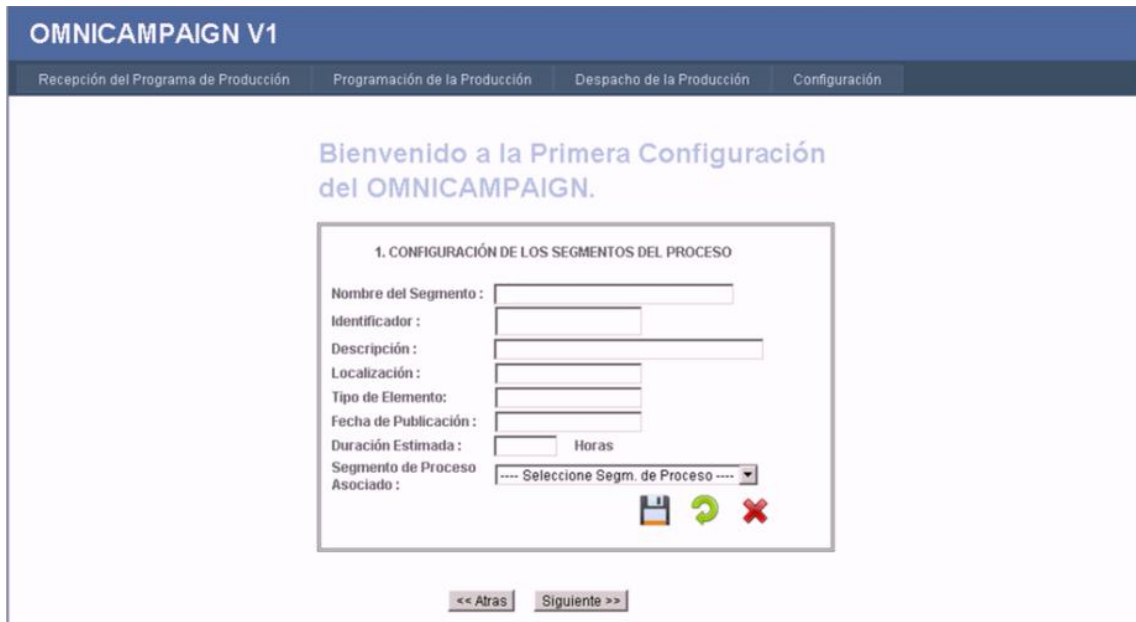 OMNICAMPAIGN V1
Recepción del Programa de Producción Programación de la Producción Despacho de la Producción Configuración
Bienvenido a la Primera Configuración
del OMNICAMPAIGN.
1. CONFIGURACIÓN DE LOS SEGMENTOS DEL PROCESO
Nombre del Segmento :
Identificador :
Descripción :
Localización :
Tipo de Elemento:
Fecha de Publicación :
Duración Estimada : Horas
Segmento de Proceso
Asociado :
---- Seleccione Segm. de Proceso ----
<< Atras Siguiente >>